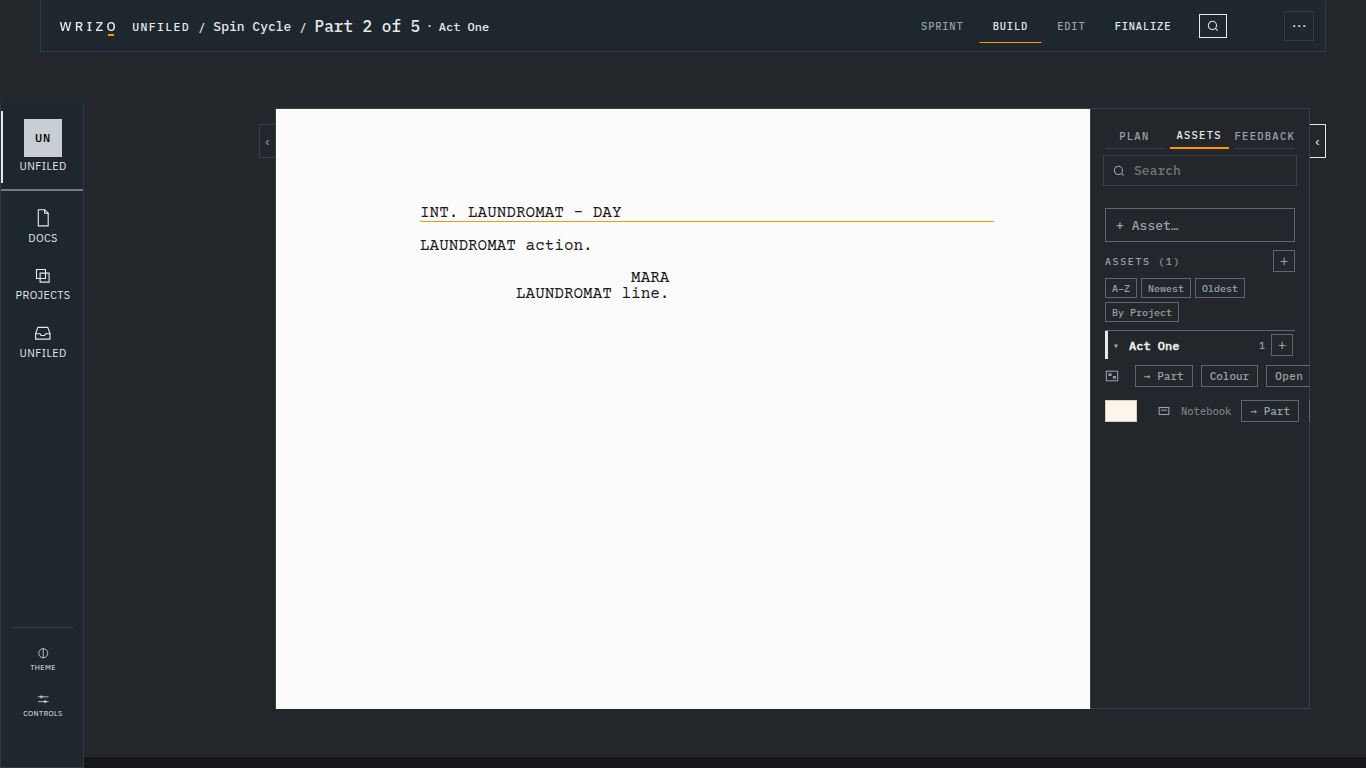 WRIZO UNFILED / Spin Cycle / Part 2 of 5 · Act One SPRINT BUILD EDIT FINALIZE ···
UN
UNFILED
DOCS
PROJECTS
UNFILED
THEME
CONTROLS
‹
INT. LAUNDROMAT - DAY
LAUNDROMAT action.
MARA
LAUNDROMAT line.
PLAN ASSETS FEEDBACK
‹
Search
+ Asset…
ASSETS (1) +
A–Z Newest Oldest
By Project
▾ Act One 1 +
→ Part Colour Open
Notebook → Part